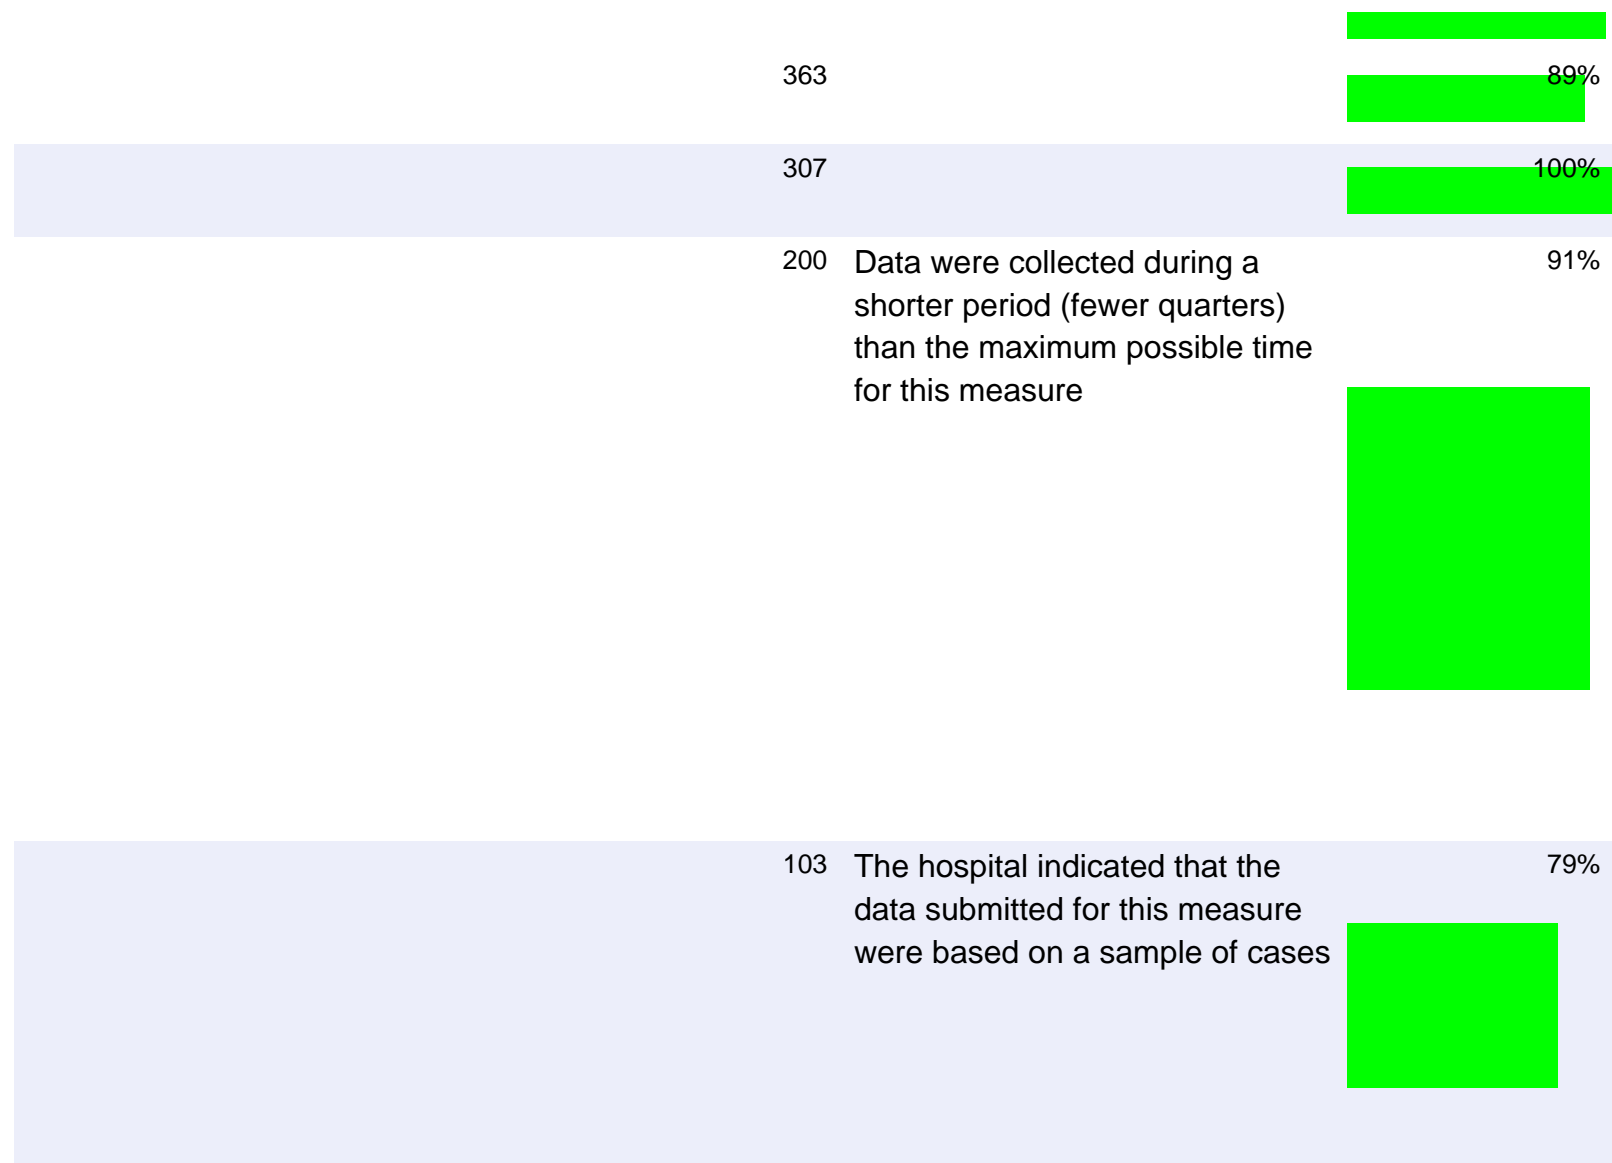 363 89%
307 100%
200 Data were collected during a 91%
shorter period (fewer quarters)
than the maximum possible time
for this measure
103 The hospital indicated that the 79%
data submitted for this measure
were based on a sample of cases